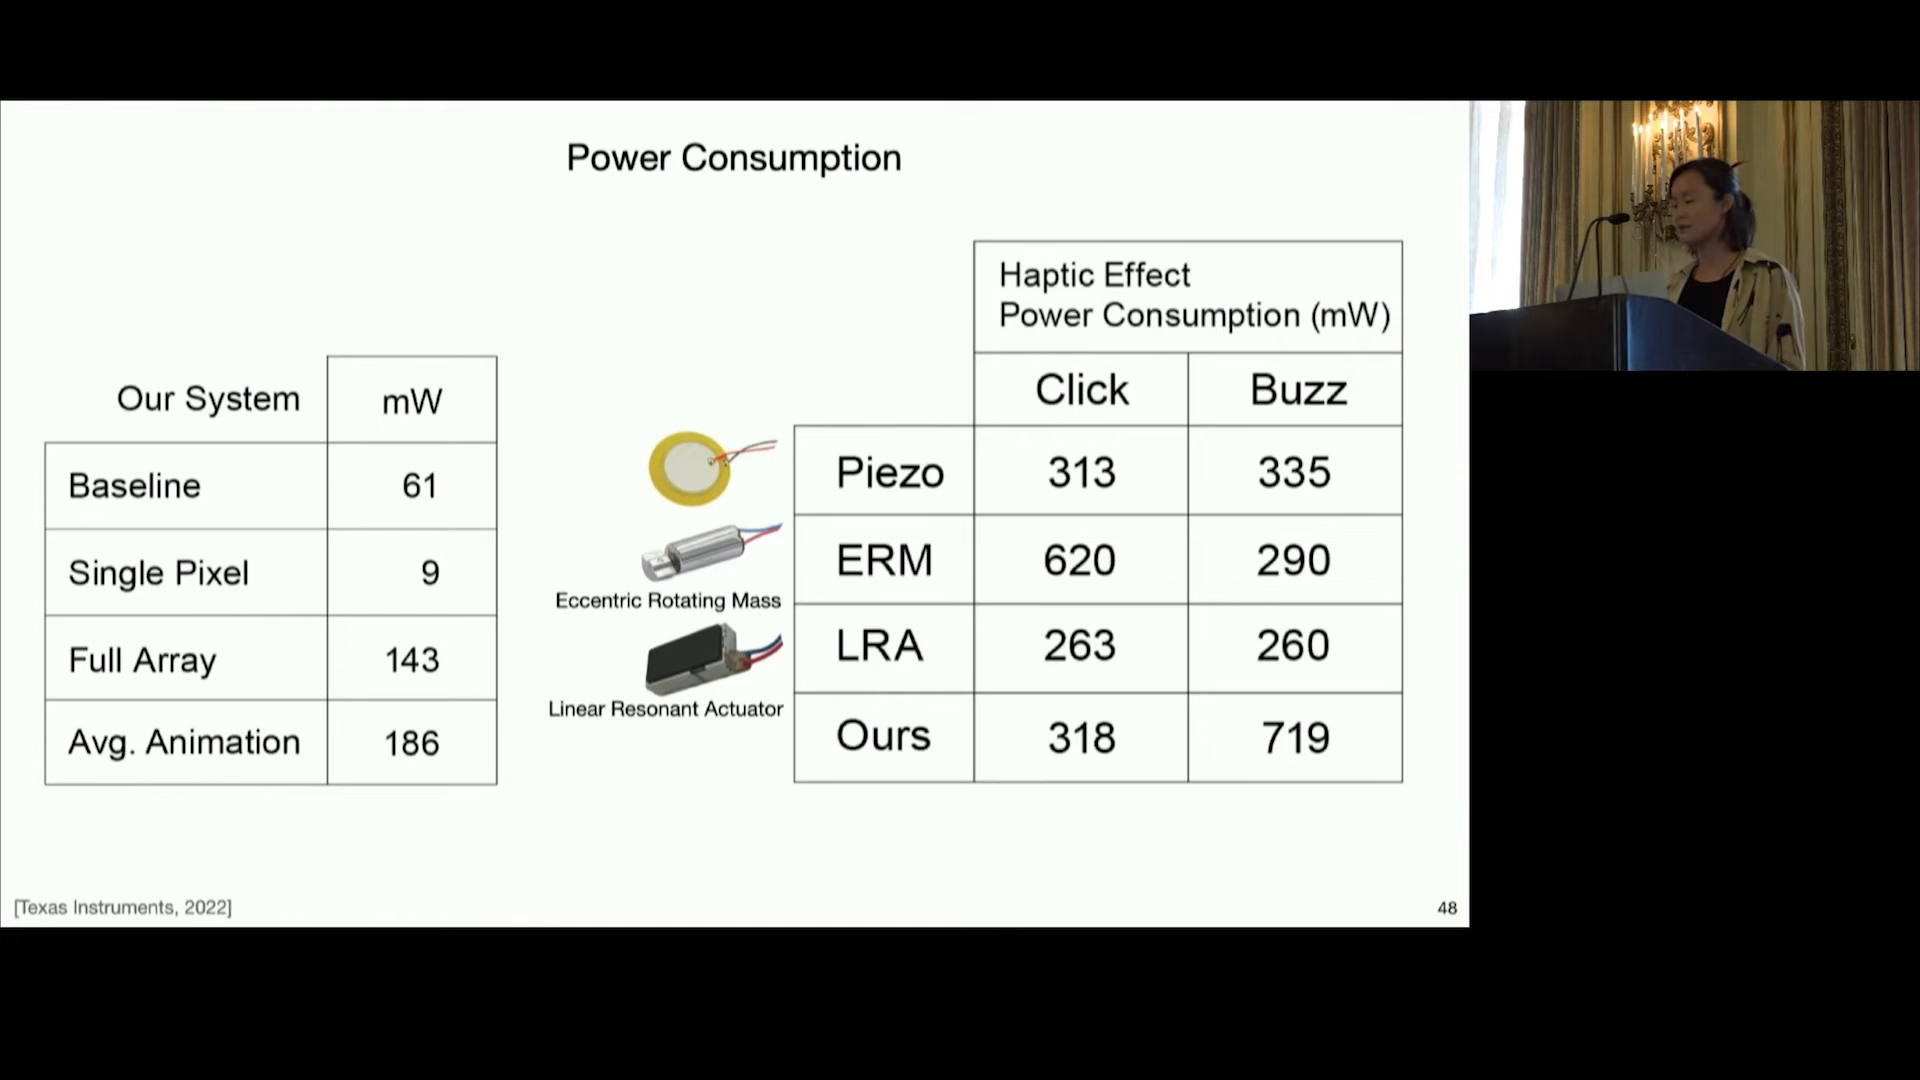 Power Consumption
Our System mW
Baseline 61
Single Pixel 9
Full Array 143
Avg. Animation 186
Eccentric Rotating Mass
Linear Resonant Actuator
Haptic Effect
Power Consumption (mW)
Click Buzz
Piezo 313 335
ERM 620 290
LRA 263 260
Ours 318 719
[Texas Instruments, 2022]
48